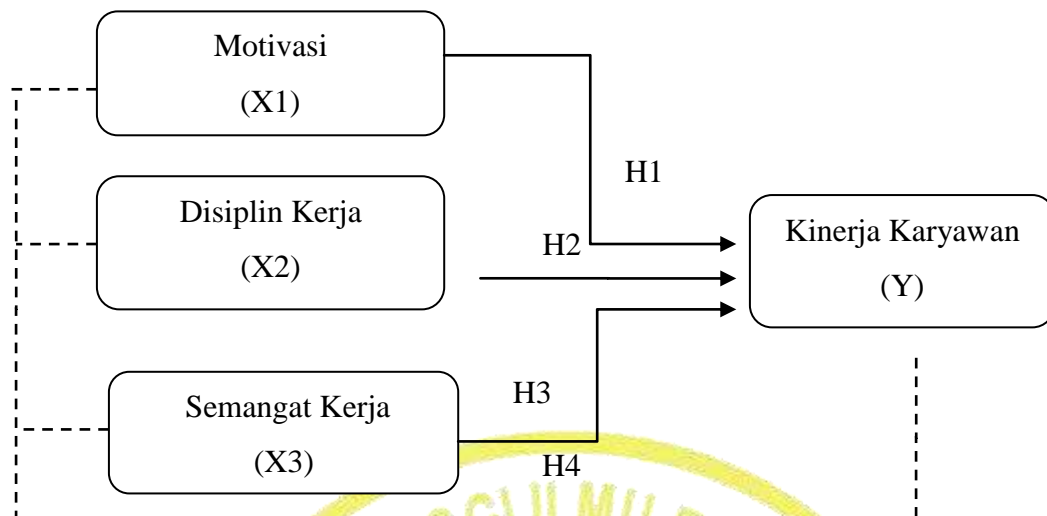 Motivasi
(X1)
H1
Disiplin Kerja
(X2)
H2
Kinerja Karyawan
(Y)
Semangat Kerja
(X3)
H3
H4